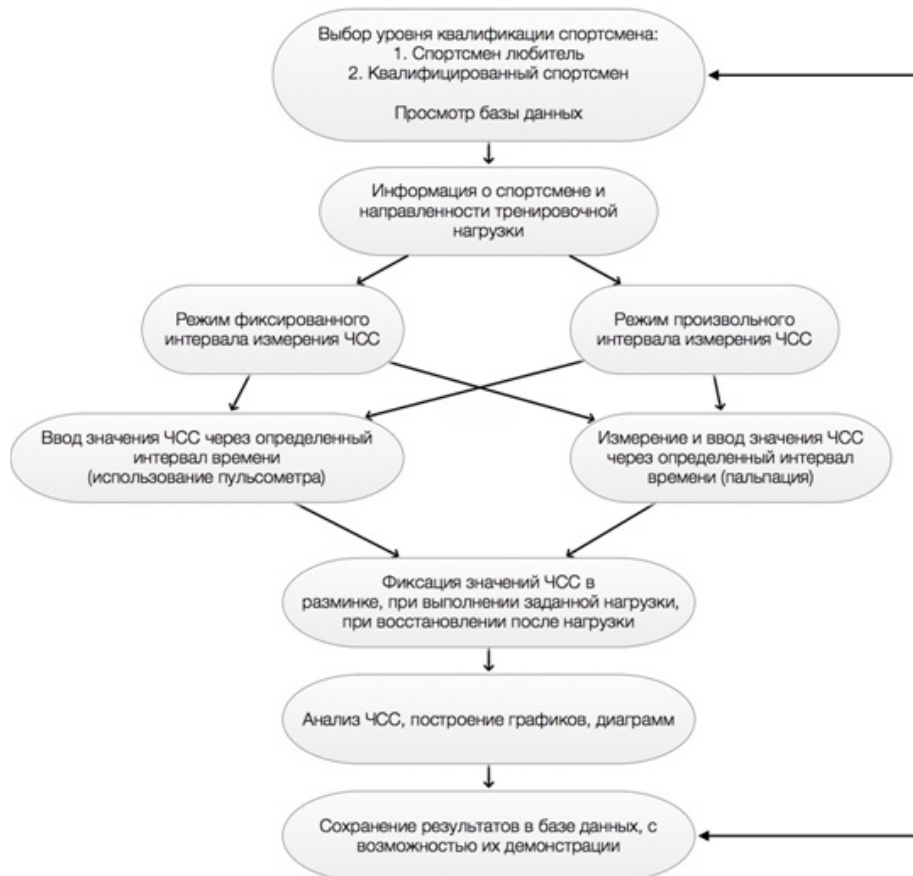 Выбор уровня квалификации спортсмена:
1. Спортсмен любитель
2. Квалифицированный спортсмен
Просмотр базы данных
Информация о спортсмене и
направленности тренировочной
нагрузки
Режим фиксированного
интервала измерения ЧСС
Режим произвольного
интервала измерения ЧСС
Ввод значения ЧСС через определенный
интервал времени
(использование пульсометра)
Измерение и ввод значения ЧСС
через определенный интервал
времени (пальпация)
Фиксация значений ЧСС в
разминке, при выполнении заданной нагрузки,
при восстановлении после нагрузки
Анализ ЧСС, построение графиков, диаграмм
Сохранение результатов в базе данных, с
возможностью их демонстрации